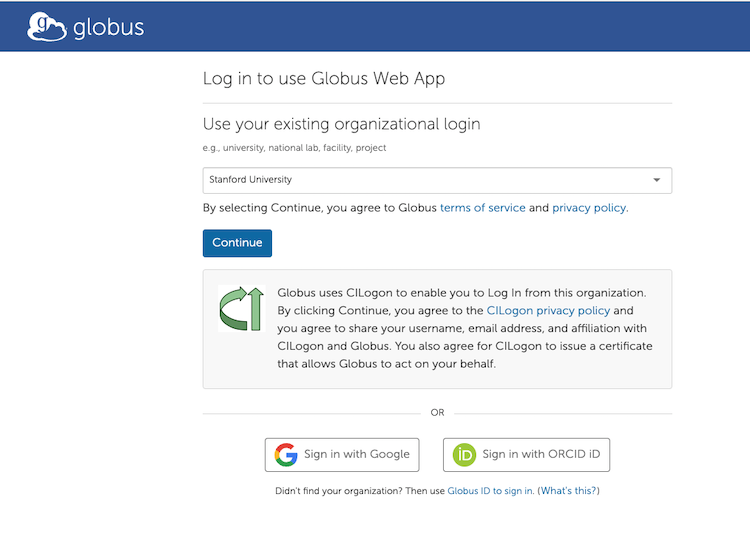 globus
Log in to use Globus Web App
Use your existing organizational login
e.g., university, national lab, facility, project
Stanford University
By selecting Continue, you agree to Globus terms of service and privacy policy.
Continue
Globus uses CILogon to enable you to Log In from this organization.
By clicking Continue, you agree to the CILogon privacy policy and
you agree to share your username, email address, and affiliation with
CILogon and Globus. You also agree for CILogon to issue a certificate
that allows Globus to act on your behalf.
OR
Sign in with Google
iD Sign in with ORCID iD
Didn't find your organization? Then use Globus ID to sign in. (What's this?)